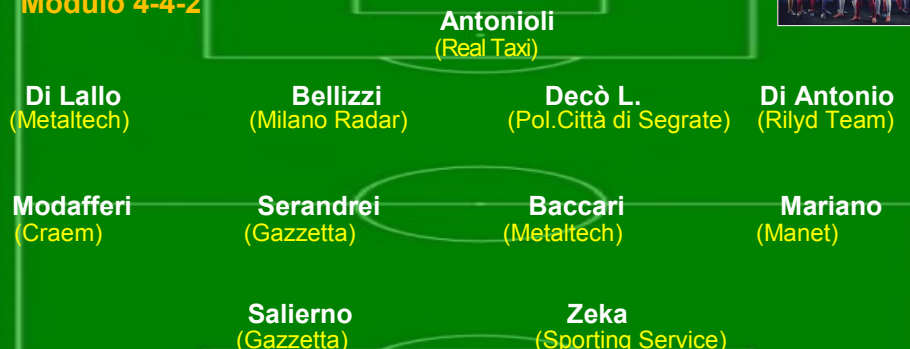 Modulo 4-4-2
Antonioli
(Real Taxi)
Di Lallo Bellizzi Decò L. Di Antonio
(Metaltech) (Milano Radar) (Pol.Città di Segrate) (Rilyd Team)
Modafferi Serandrei Baccari Mariano
(Craem) (Gazzetta) (Metaltech) (Manet)
Salierno Zeka
(Gazzetta) (Sporting Service)